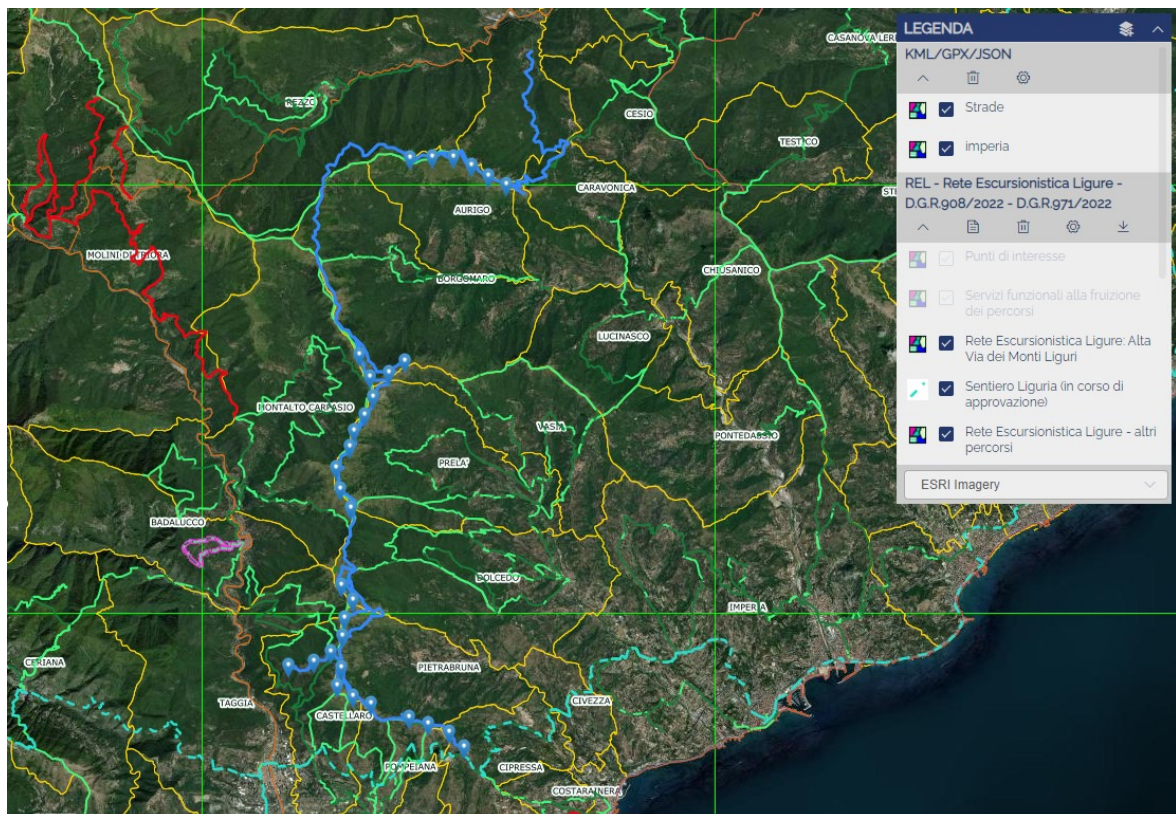 LEGENDA
KML/GPX/JSON
Strade
imperia
REL - Rete Escursionistica Ligure -
D.G.R.908/2022 - D.G.R.971/2022
Punti di interesse
Servizi funzionali alla fruizione
dei percorsi
Rete Escursionistica Ligure: Alta
Via dei Monti Liguri
Sentiero Liguria (in corso di
approvazione)
Rete Escursionistica Ligure - altri
percorsi
ESRI Imagery
CASANOVA LER
REZZO
CESIO
TESTICO
CARAVONICA
AURIGO
MOLINI DI TRIORA
BORGOMARO
CHIUSANICO
LUCINASCO
MONTALTO CARPASIO
VASIA
PONTEDASSIO
PRELA'
BADALUCCO
DOLCEDO
IMPERIA
CERIANA
PIETRABRUNA
TAGGIA
CASTELLARO
CIVEZZA
POMPEIANA
CIPRESSA
COSTARAINERA